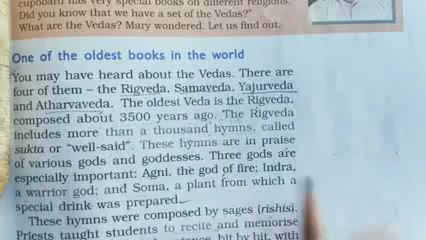 cupboard has very special books on different religions.
Did you know that we have a set of the Vedas?"
What are the Vedas? Mary wondered. Let us find out.
One of the oldest books in the world
You may have heard about the Vedas. There are
four of them – the Rigveda, Samaveda, Yajurveda
and Atharvaveda. The oldest Veda is the Rigveda,
composed about 3500 years ago. The Rigveda
includes more than a thousand hymns, called
sukta or "well-said". These hymns are in praise
of various gods and goddesses. Three gods are
especially important: Agni, the god of fire; Indra,
a warrior god; and Soma, a plant from which a
special drink was prepared.
These hymns were composed by sages (rishis).
Priests taught students to recite and memorise
bit by bit, with